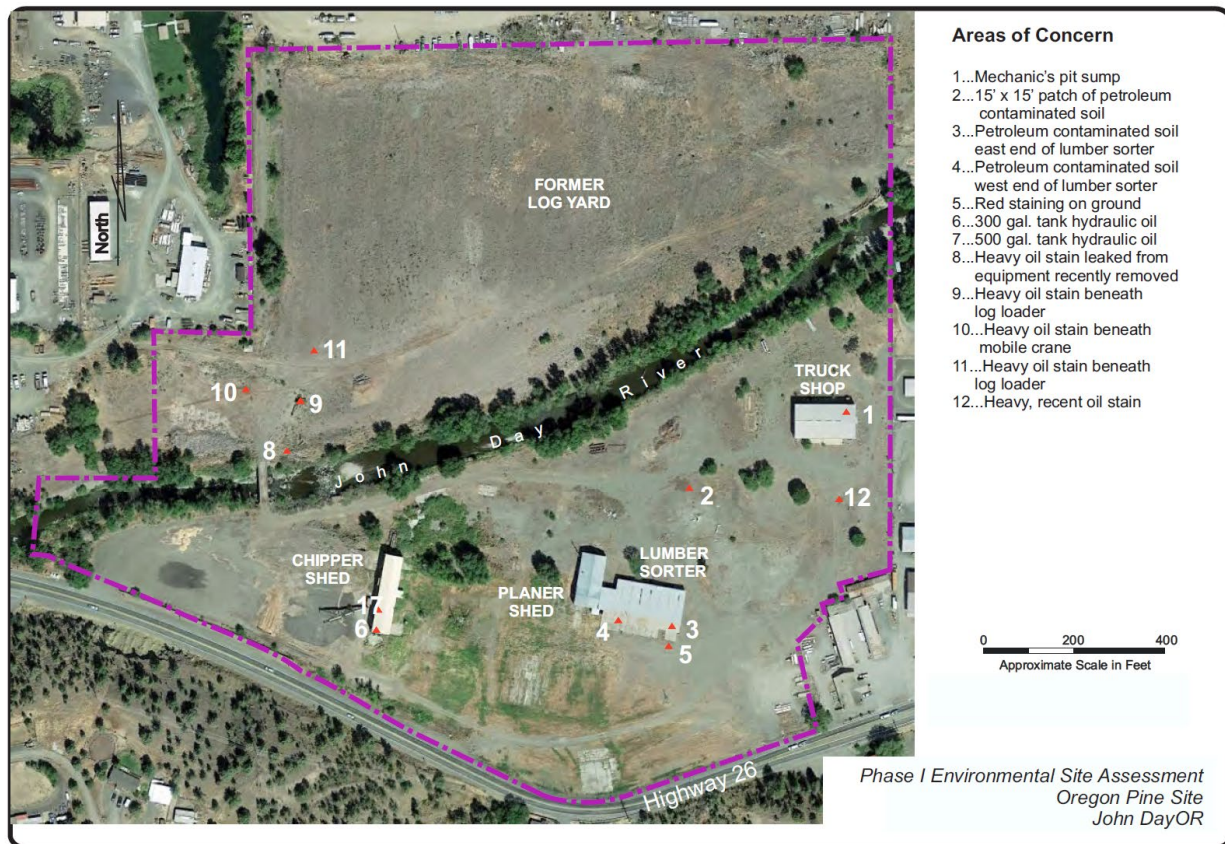 Areas of Concern
1...Mechanic's pit sump
2...15' x 15' patch of petroleum
contaminated soil
3...Petroleum contaminated soil
east end of lumber sorter
4...Petroleum contaminated soil
west end of lumber sorter
5...Red staining on ground
6...300 gal. tank hydraulic oil
7...500 gal. tank hydraulic oil
8...Heavy oil stain leaked from
equipment recently removed
9...Heavy oil stain beneath
log loader
10...Heavy oil stain beneath
mobile crane
11...Heavy oil stain beneath
log loader
12...Heavy, recent oil stain
North
FORMER
LOG YARD
11
10
9
8
John Day River
TRUCK
SHOP
1
2
12
CHIPPER
SHED
17
6
PLANER
SHED
LUMBER
SORTER
4
3
5
Highway 26
0 200 400
Approximate Scale in Feet
Phase I Environmental Site Assessment
Oregon Pine Site
John DayOR